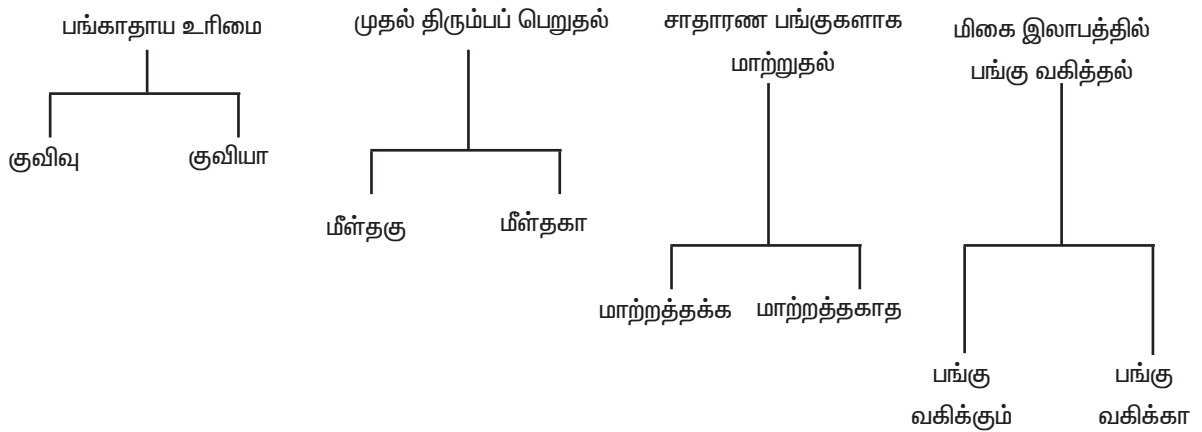 பங்காதாய உரிமை
குவிவு
குவியா
முதல் திரும்பப் பெறுதல்
மீள்தகு
மீள்தகா
சாதாரண பங்குகளாக
மாற்றுதல்
மாற்றத்தக்க
மாற்றத்தகாத
மிகை இலாபத்தில்
பங்கு வகித்தல்
பங்கு
வகிக்கும்
பங்கு
வகிக்கா